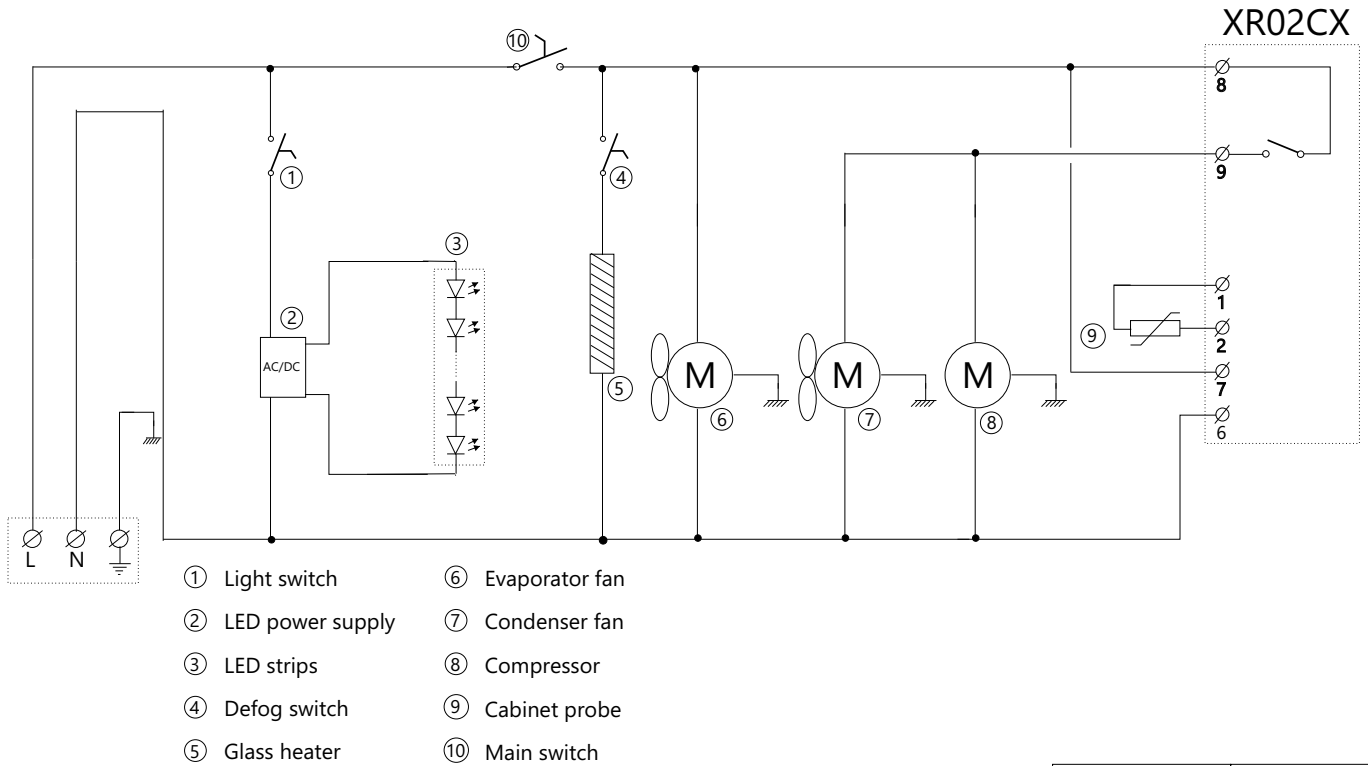 XR02CX
⑩
8
①
④
9
③
1
②
⑨
2
AC/DC
M
M
M
⑤
7
⑥
⑦
⑧
6
L
N
① Light switch
② LED power supply
③ LED strips
④ Defog switch
⑤ Glass heater
⑥ Evaporator fan
⑦ Condenser fan
⑧ Compressor
⑨ Cabinet probe
⑩ Main switch